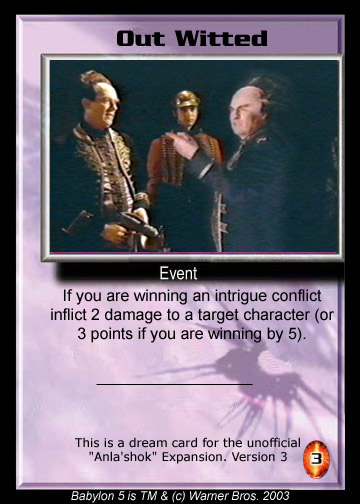 Out Witted
Event
If you are winning an intrigue conflict
inflict 2 damage to a target character (or
3 points if you are winning by 5).
This is a dream card for the unofficial
"Anla'shok" Expansion. Version 3
3
Babylon 5 is TM & (c) Warner Bros. 2003